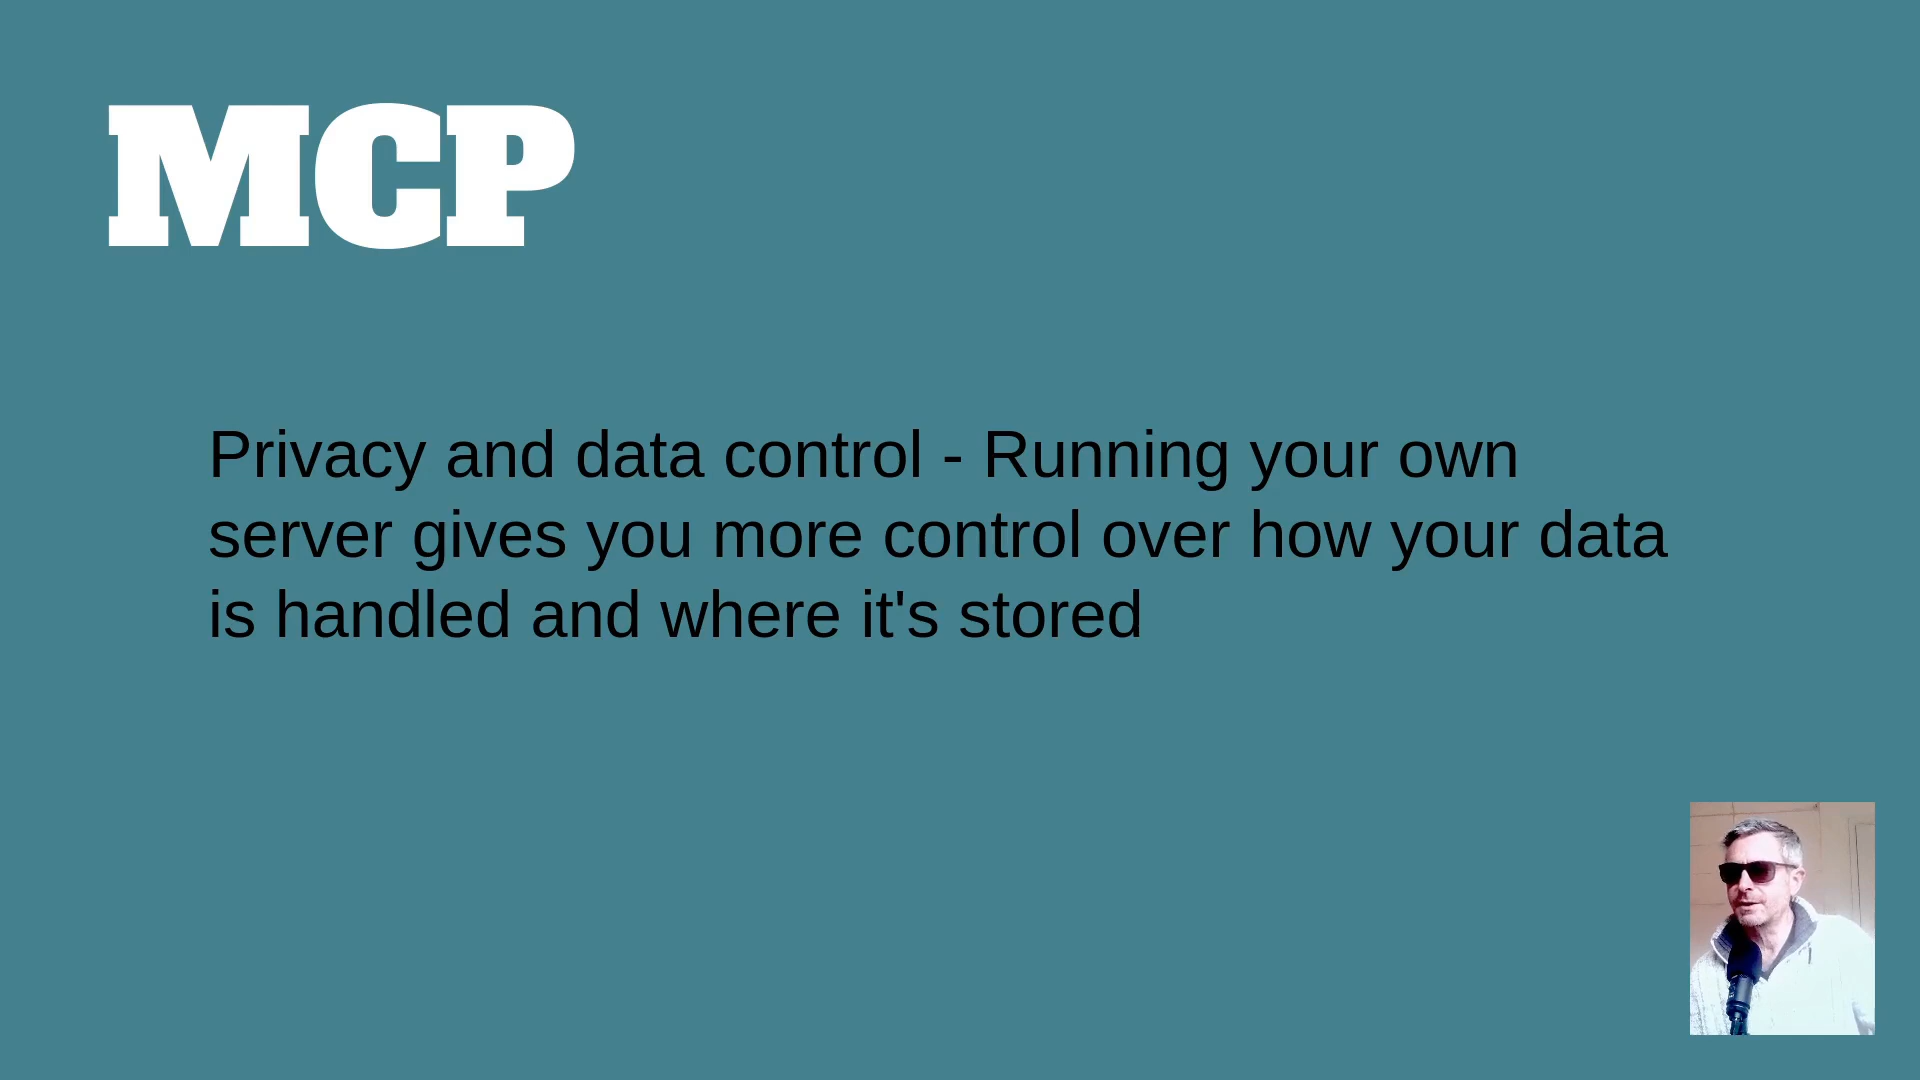 MCP
Privacy and data control - Running your own
server gives you more control over how your data
is handled and where it's stored